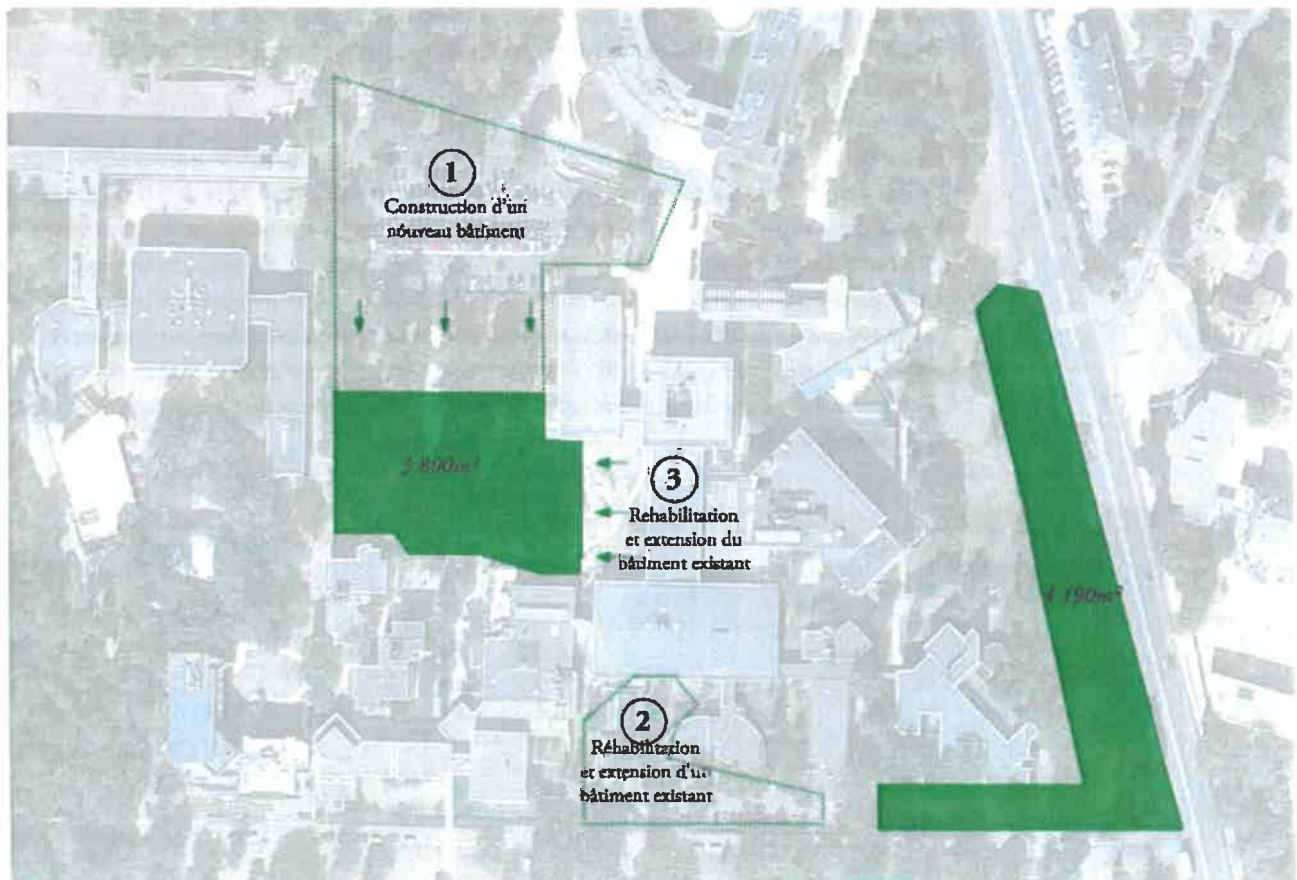 1
Construction d'un
nouveau bâtiment
3 800m²
3
Rehabilitation
et extension du
bâtiment existant
4 190m²
2
Réhabilitation
et extension d'un
bâtiment existant